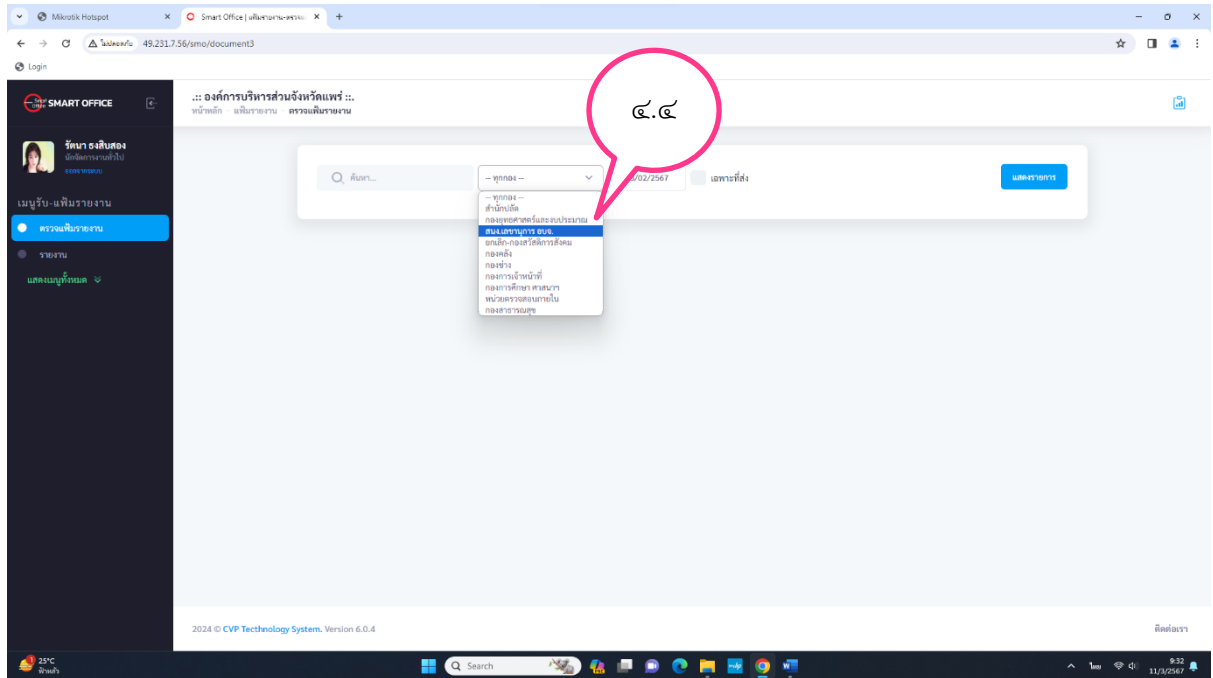 Mikrotik Hotspot
Smart Office | แฟ้มรายงาน-ตรวจแ
ไม่ปลอดภัย 49.231.7.56/smo/document3
Login
SMART OFFICE
.:: องค์การบริหารส่วนจังหวัดแพร่ ::.
หน้าหลัก แฟ้มรายงาน ตรวจแฟ้มรายงาน
๔.๔
รัตนา ธงสิบสอง
นักจัดการงานทั่วไป
ออกจากระบบ
ค้นหา...
-- ทุกกอง --
/02/2567
เฉพาะที่ส่ง
แสดงรายการ
เมนูรับ-แฟ้มรายงาน
ตรวจแฟ้มรายงาน
รายงาน
แสดงเมนูทั้งหมด
-- ทุกกอง --
สำนักปลัด
กองยุทธศาสตร์และงบประมาณ
สนง.เลขานุการ อบจ.
ยกเลิก-กองสวัสดิการสังคม
กองคลัง
กองช่าง
กองการเจ้าหน้าที่
กองการศึกษา ศาสนาฯ
หน่วยตรวจสอบภายใน
กองสาธารณสุข
2024 © CVP Tecthnology System. Version 6.0.4
ติดต่อเรา
25°C
ฟ้ามัว
Search
ไทย
9:32
11/3/2567